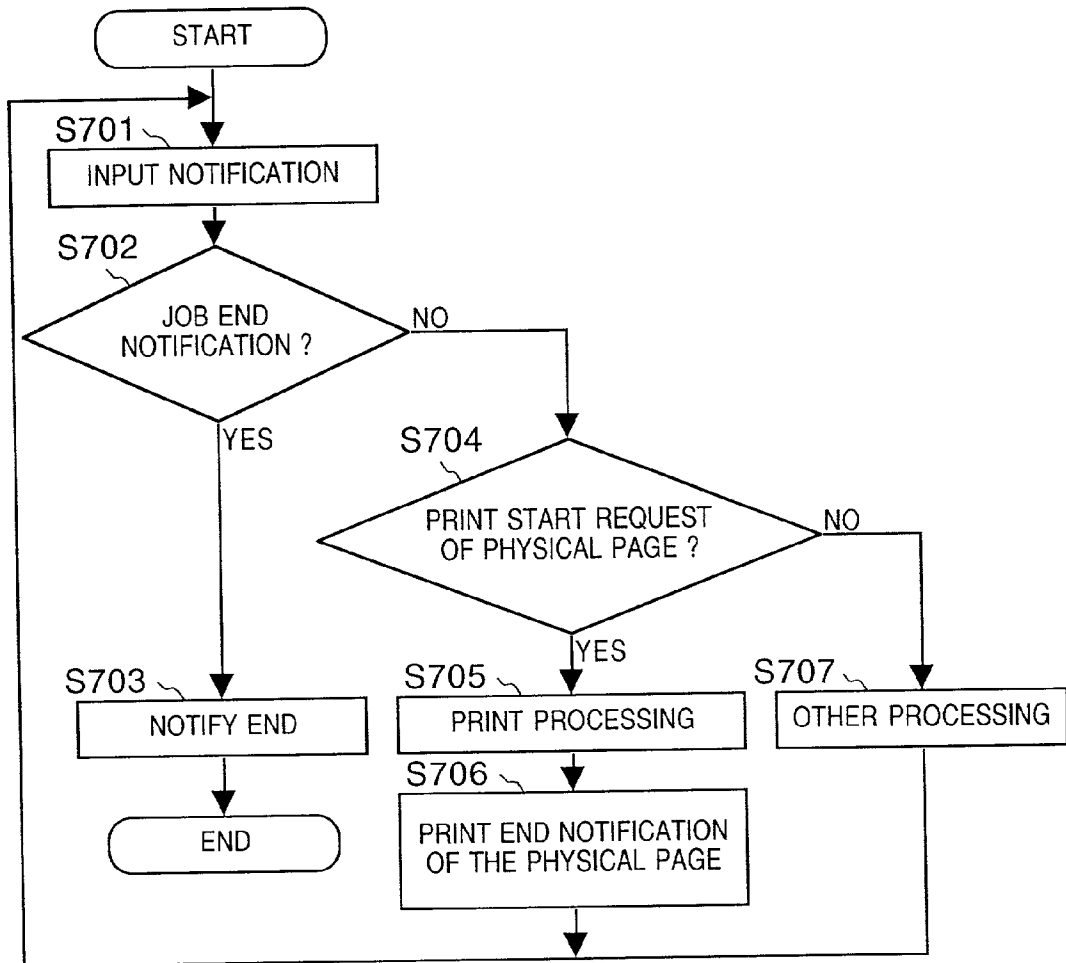 START
S701
INPUT NOTIFICATION
S702
JOB END
NOTIFICATION ?
NO
YES
S704
PRINT START REQUEST
OF PHYSICAL PAGE ?
NO
YES
S703
NOTIFY END
S705
PRINT PROCESSING
S707
OTHER PROCESSING
S706
PRINT END NOTIFICATION
OF THE PHYSICAL PAGE
END